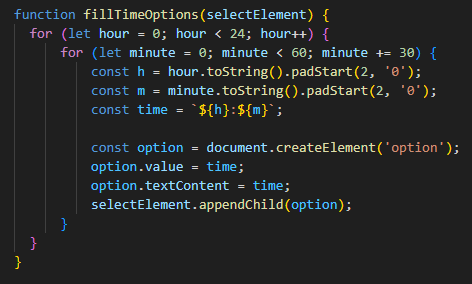 function fillTimeOptions(selectElement) {
  for (let hour = 0; hour < 24; hour++) {
      for (let minute = 0; minute < 60; minute += 30) {
          const h = hour.toString().padStart(2, '0');
          const m = minute.toString().padStart(2, '0');
          const time = `${h}:${m}`;

          const option = document.createElement('option');
          option.value = time;
          option.textContent = time;
          selectElement.appendChild(option);
      }
  }
}